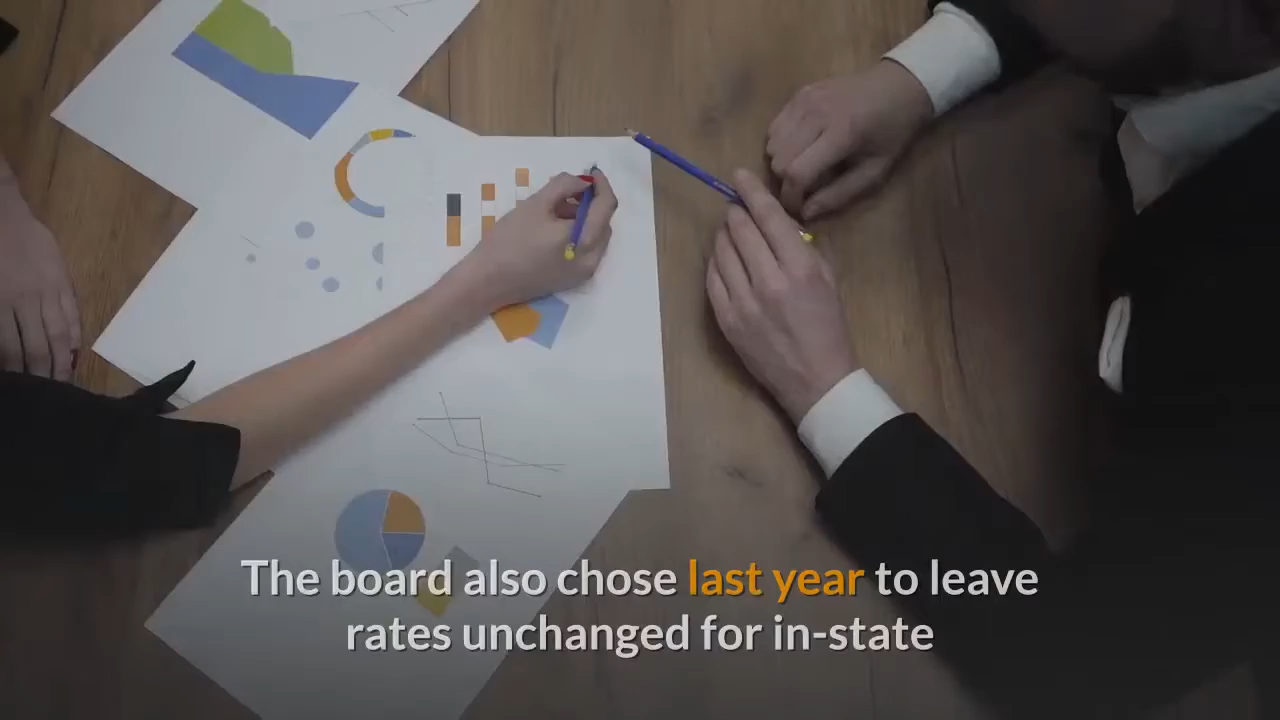 The board also chose last year to leave
rates unchanged for in-state